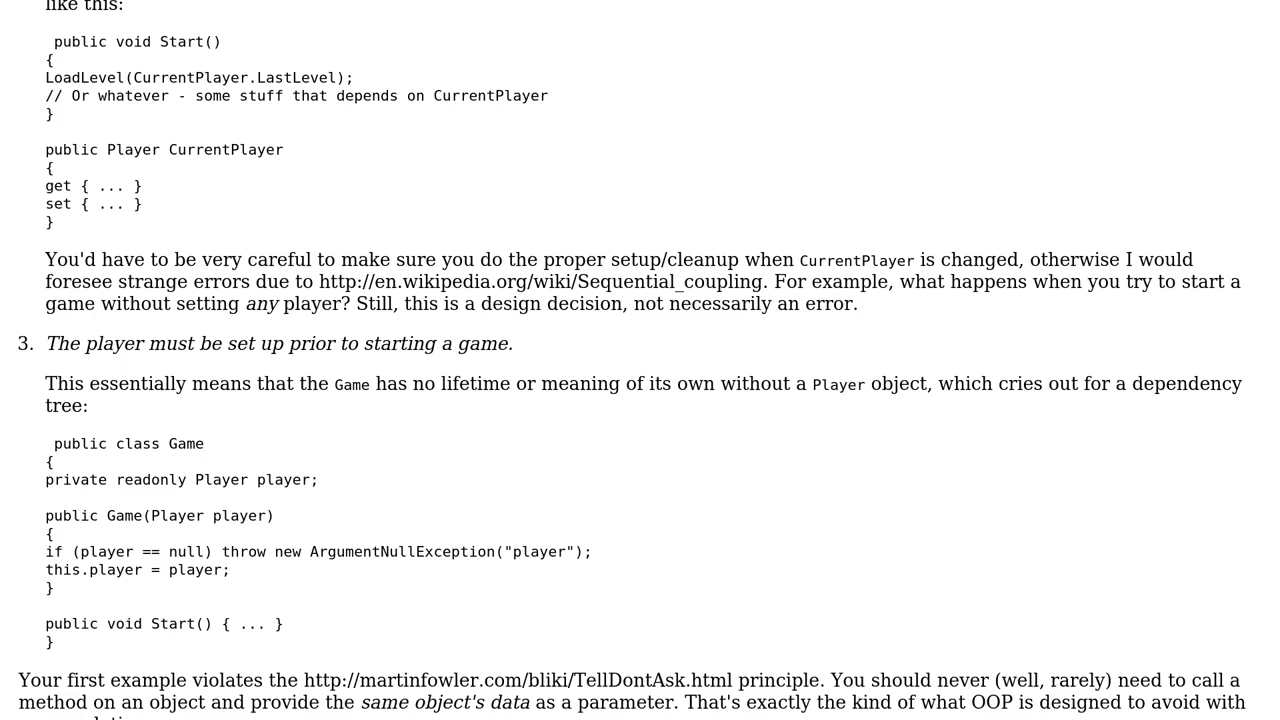 like this:
public void Start()
{
LoadLevel(CurrentPlayer.LastLevel);
// Or whatever - some stuff that depends on CurrentPlayer
}
public Player CurrentPlayer
{
get { ... }
set { ... }
}
You'd have to be very careful to make sure you do the proper setup/cleanup when CurrentPlayer is changed, otherwise I would
foresee strange errors due to http://en.wikipedia.org/wiki/Sequential_coupling. For example, what happens when you try to start a
game without setting any player? Still, this is a design decision, not necessarily an error.
3. The player must be set up prior to starting a game.
This essentially means that the Game has no lifetime or meaning of its own without a Player object, which cries out for a dependency
tree:
public class Game
{
private readonly Player player;
public Game(Player player)
{
if (player == null) throw new ArgumentNullException("player");
this.player = player;
}
public void Start() { ... }
}
Your first example violates the http://martinfowler.com/bliki/TellDontAsk.html principle. You should never (well, rarely) need to call a
method on an object and provide the same object's data as a parameter. That's exactly the kind of what OOP is designed to avoid with